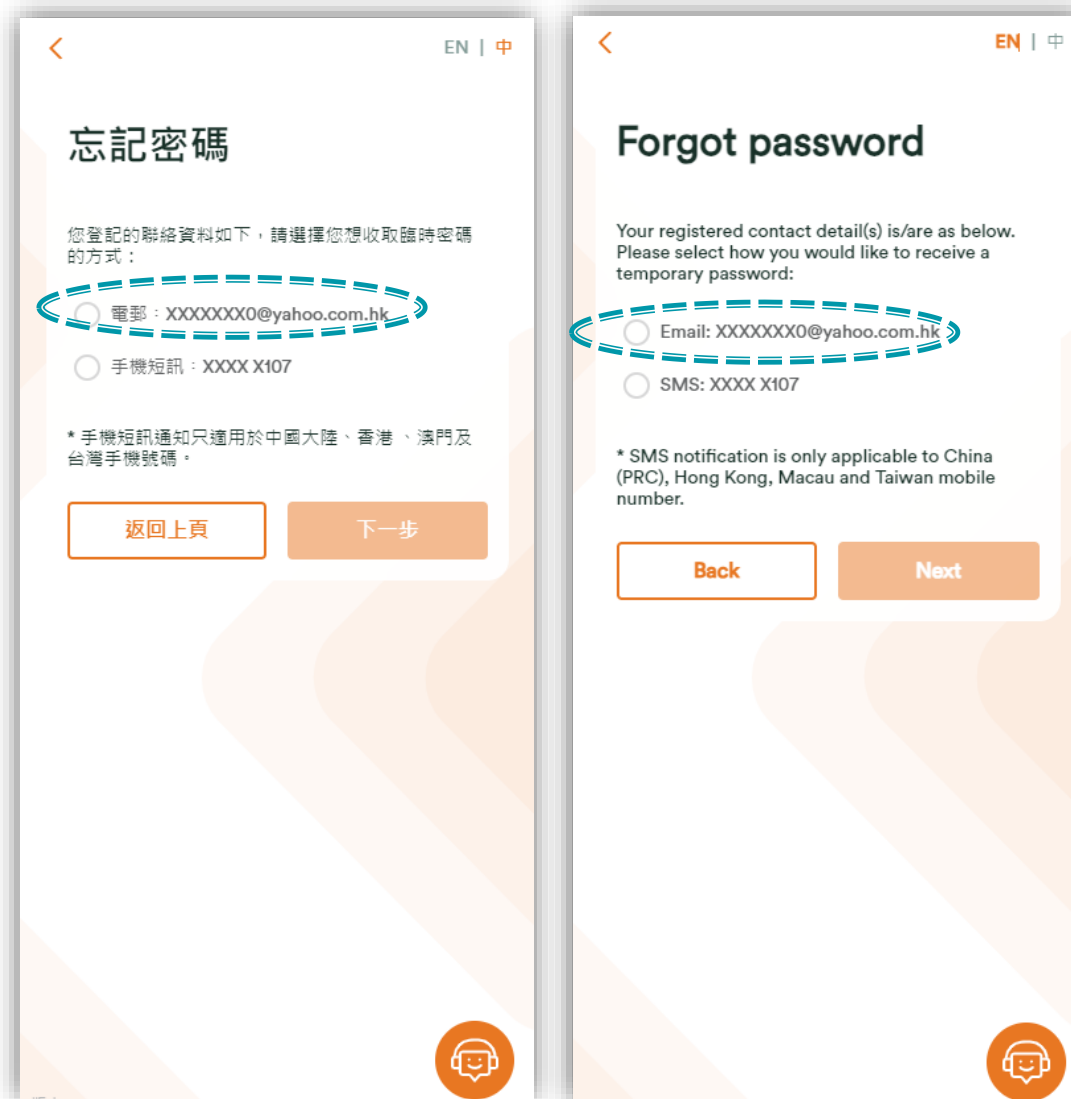 EN | 中
忘記密碼
您登記的聯絡資料如下，請選擇您想收取臨時密碼
的方式：
電郵：XXXXXXX0@yahoo.com.hk
手機短訊：XXXX X107
* 手機短訊通知只適用於中國大陸、香港 、澳門及
台灣手機號碼。
返回上頁
下一步
EN | 中
Forgot password
Your registered contact detail(s) is/are as below.
Please select how you would like to receive a
temporary password:
Email: XXXXXXX0@yahoo.com.hk
SMS: XXXX X107
* SMS notification is only applicable to China
(PRC), Hong Kong, Macau and Taiwan mobile
number.
Back
Next